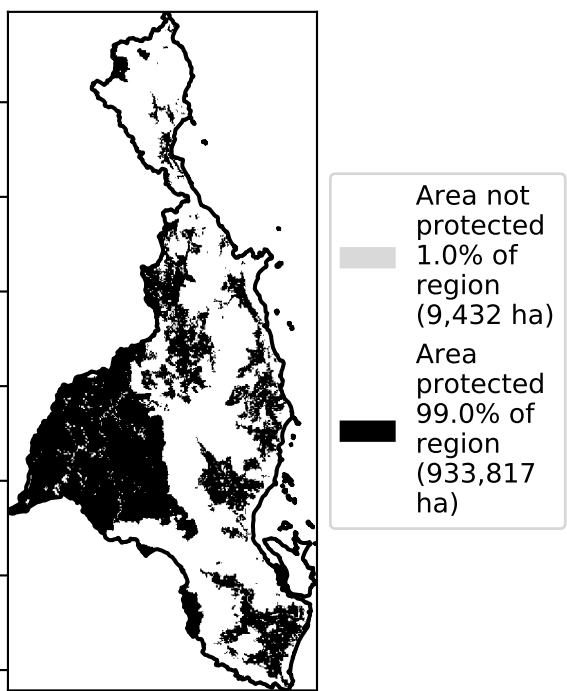 Area not
protected
1.0% of
region
(9,432 ha)
Area
protected
99.0% of
region
(933,817
ha)